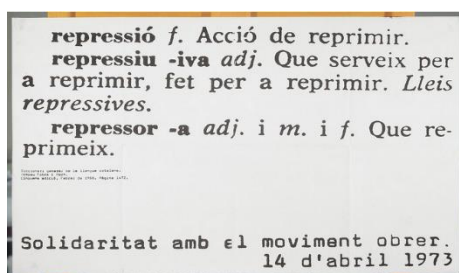 repressió f. Acció de reprimir.
repressiu -iva adj. Que serveix per
a reprimir, fet per a reprimir. Lleis
repressives.
repressor -a adj. i m. i f. Que re-
primeix.
Solidaritat amb el moviment obrer.
14 d'abril 1973